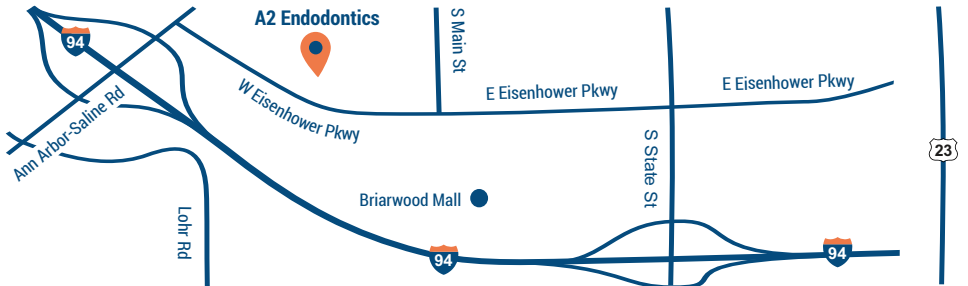 A2 Endodontics
94
S Main St
W Eisenhower Pkwy
E Eisenhower Pkwy
E Eisenhower Pkwy
Ann Arbor-Saline Rd
S State St
23
Briarwood Mall
Lohr Rd
94
94